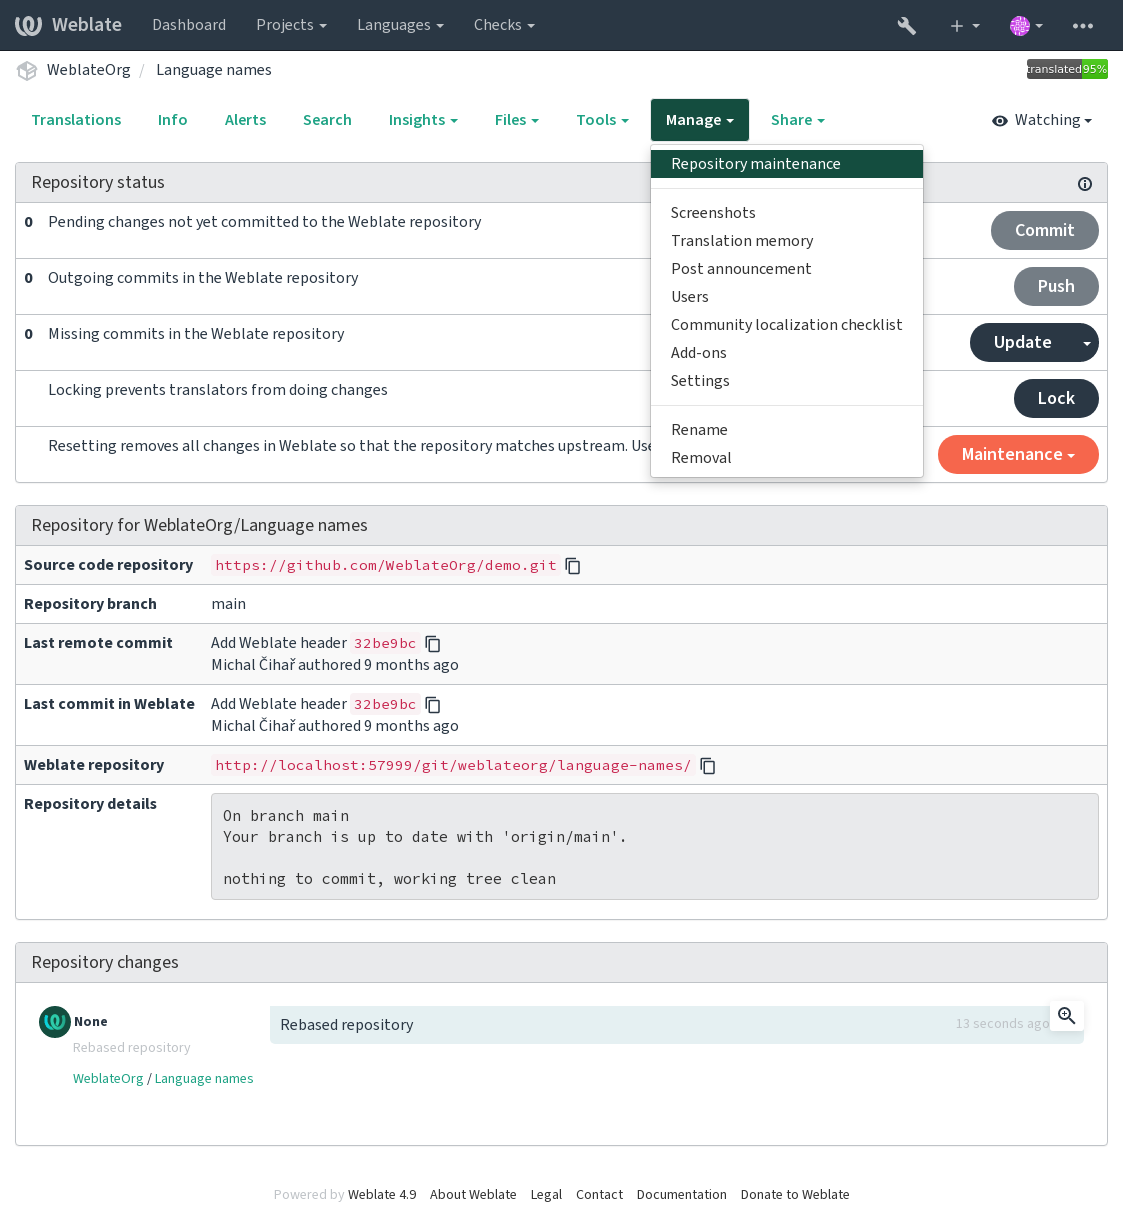 Weblate Dashboard Projects Languages Checks
WeblateOrg / Language names
translated 95%
Translations Info Alerts Search Insights Files Tools Manage Share Watching
Repository maintenance
Screenshots
Translation memory
Post announcement
Users
Community localization checklist
Add-ons
Settings
Rename
Removal
Repository status
0 Pending changes not yet committed to the Weblate repository Commit
0 Outgoing commits in the Weblate repository Push
0 Missing commits in the Weblate repository Update
Locking prevents translators from doing changes Lock
Resetting removes all changes in Weblate so that the repository matches upstream. Use Maintenance
Repository for WeblateOrg/Language names
Source code repository https://github.com/WeblateOrg/demo.git
Repository branch main
Last remote commit Add Weblate header 32be9bc
Michal Čihař authored 9 months ago
Last commit in Weblate Add Weblate header 32be9bc
Michal Čihař authored 9 months ago
Weblate repository http://localhost:57999/git/weblateorg/language-names/
Repository details On branch main
Your branch is up to date with 'origin/main'.
nothing to commit, working tree clean
Repository changes
None Rebased repository 13 seconds ago
Rebased repository
WeblateOrg / Language names
Powered by Weblate 4.9 About Weblate Legal Contact Documentation Donate to Weblate